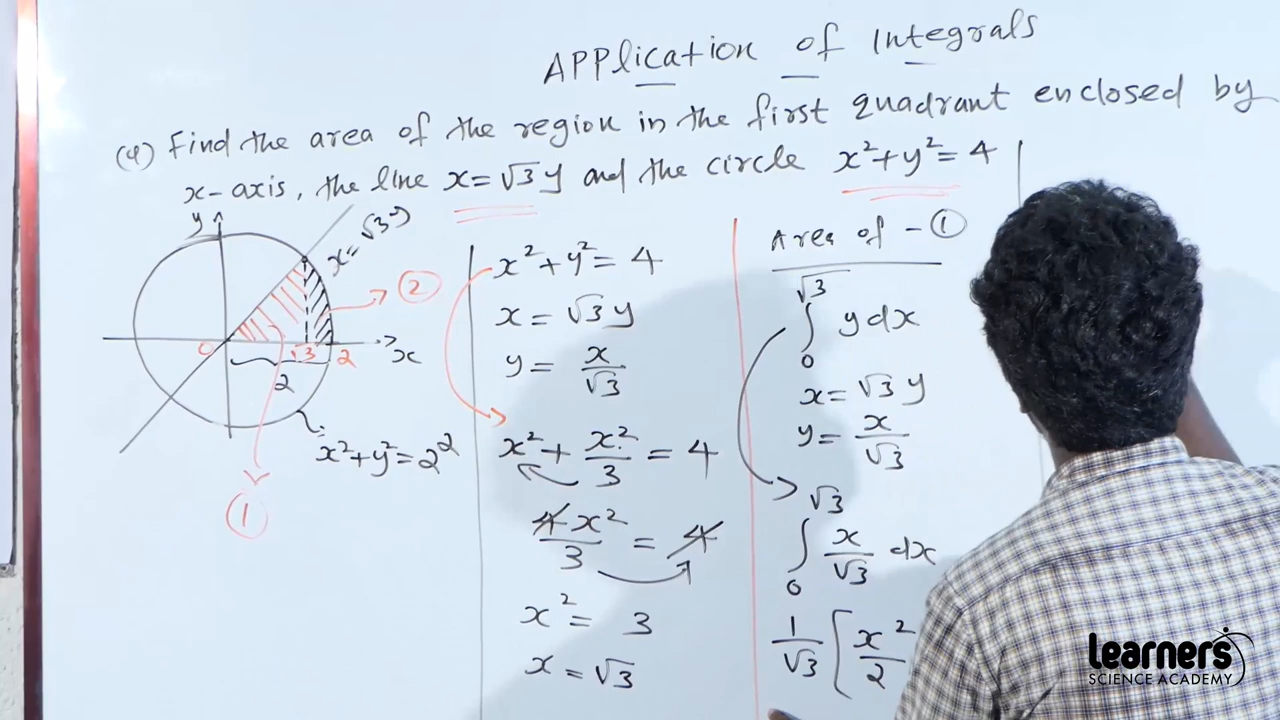 APPlication of Integrals
(4) Find the area of the region in the first quadrant enclosed by
x-axis, the line x = √3 y and the circle x² + y² = 4
y
x = √3 y
②
0
√3
2
x
2
x² + y² = 2²
①
x² + y² = 4
x = √3 y
y = x/√3
x² + x²/3 = 4
4x²/3 = 4
x² = 3
x = √3
Area of - ①
∫₀^√3 y dx
x = √3 y
y = x/√3
∫₀^√3 x/√3 dx
1/√3 [ x²/2
Learners
SCIENCE ACADEMY